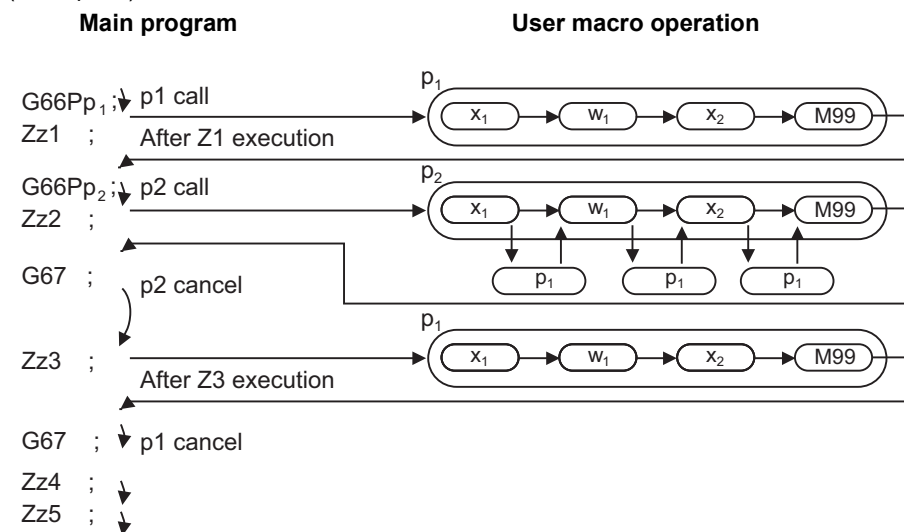 Main program
User macro operation
p1
G66Pp1 ; p1 call
x1 w1 x2 M99
Zz1 ; After Z1 execution
p2
G66Pp2 ; p2 call
x1 w1 x2 M99
Zz2 ;
p1 p1 p1
G67 ; p2 cancel
p1
x1 w1 x2 M99
Zz3 ;
After Z3 execution
G67 ; p1 cancel
Zz4 ;
Zz5 ;